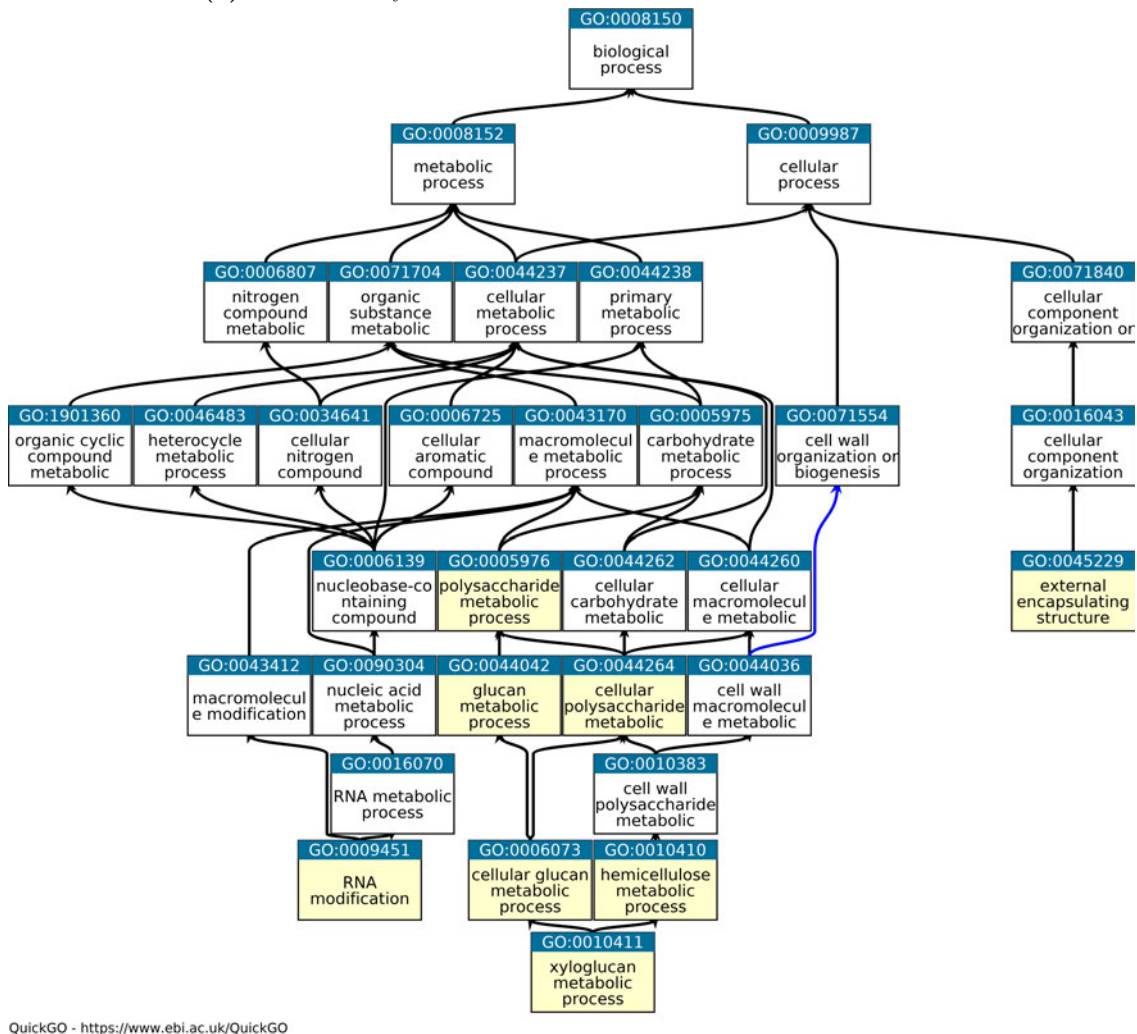 GO:0008150
biological
process
GO:0008152
metabolic
process
GO:0009987
cellular
process
GO:0006807
nitrogen
compound
metabolic
GO:0071704
organic
substance
metabolic
GO:0044237
cellular
metabolic
process
GO:0044238
primary
metabolic
process
GO:0071840
cellular
component
organization or
GO:1901360
organic cyclic
compound
metabolic
GO:0046483
heterocycle
metabolic
process
GO:0034641
cellular
nitrogen
compound
GO:0006725
cellular
aromatic
compound
GO:0043170
macromolecul
e metabolic
process
GO:0005975
carbohydrate
metabolic
process
GO:0071554
cell wall
organization or
biogenesis
GO:0016043
cellular
component
organization
GO:0006139
nucleobase-co
ntaining
compound
GO:0005976
polysaccharide
metabolic
process
GO:0044262
cellular
carbohydrate
metabolic
GO:0044260
cellular
macromolecul
e metabolic
GO:0045229
external
encapsulating
structure
GO:0043412
macromolecul
e modification
GO:0090304
nucleic acid
metabolic
process
GO:0044042
glucan
metabolic
process
GO:0044264
cellular
polysaccharide
metabolic
GO:0044036
cell wall
macromolecul
e metabolic
GO:0016070
RNA metabolic
process
GO:0010383
cell wall
polysaccharide
metabolic
GO:0009451
RNA
modification
GO:0006073
cellular glucan
metabolic
process
GO:0010410
hemicellulose
metabolic
process
GO:0010411
xyloglucan
metabolic
process
QuickGO - https://www.ebi.ac.uk/QuickGO